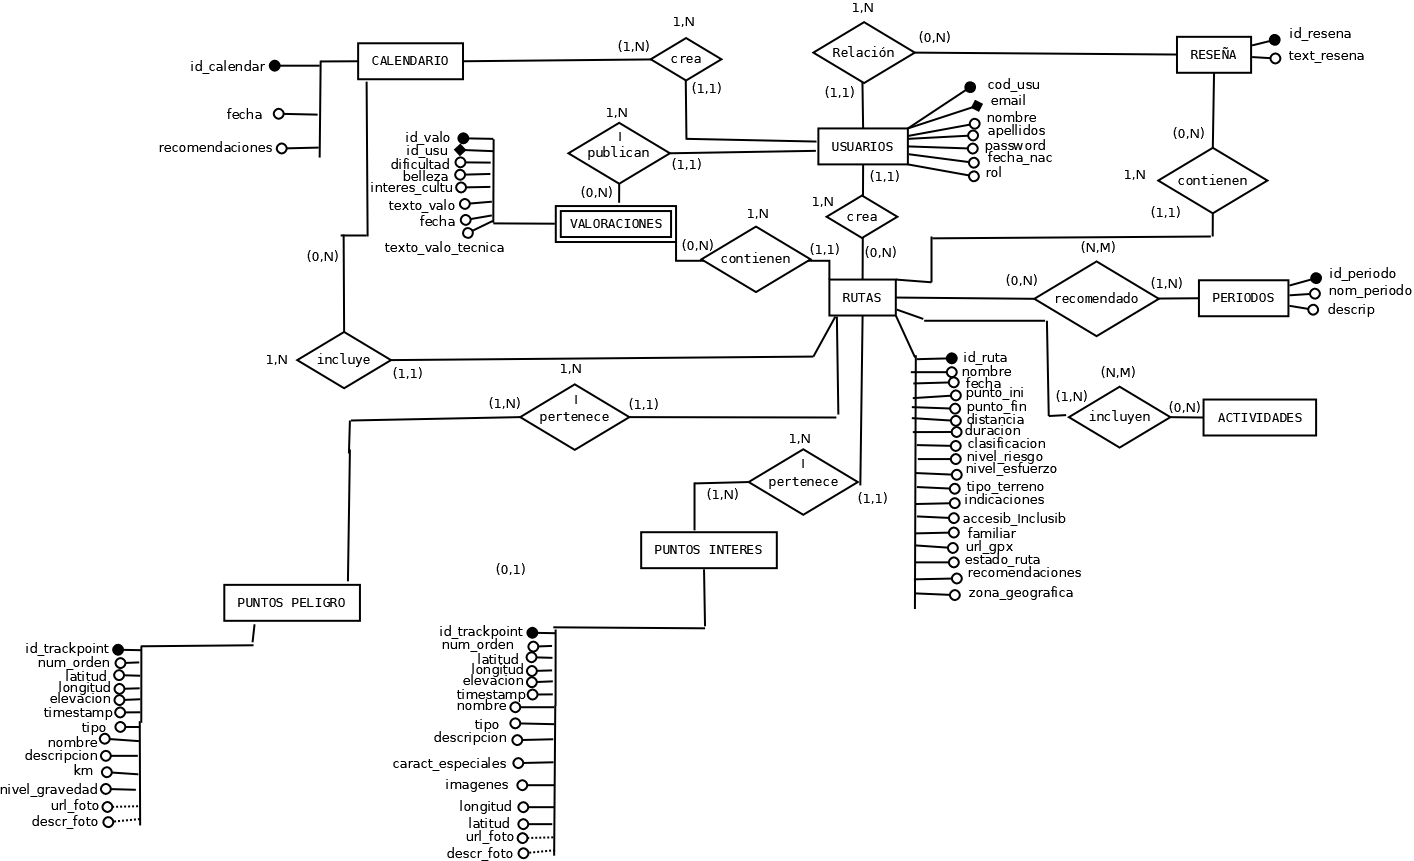 1,N
1,N
(0,N)
id_resena
(1,N)
CALENDARIO
crea
Relación
RESEÑA
text_resena
id_calendar
(1,1)
(1,1)
cod_usu
email
fecha
1,N
nombre
apellidos
(0,N)
recomendaciones
id_valo
id_usu
dificultad
belleza
interes_cultu
texto_valo
fecha
texto_valo_tecnica
I
publican
(1,1)
USUARIOS
password
fecha_nac
rol
(1,1)
1,N
contienen
(0,N)
1,N
crea
(1,1)
VALORACIONES
1,N
(0,N)
contienen
(1,1)
(0,N)
(N,M)
(0,N)
(0,N)
recomendado
(1,N)
PERIODOS
id_periodo
nom_periodo
descrip
RUTAS
1,N
incluye
(1,1)
id_ruta
nombre
fecha
punto_ini
punto_fin
distancia
duracion
clasificacion
nivel_riesgo
nivel_esfuerzo
tipo_terreno
indicaciones
accesib_Inclusib
familiar
url_gpx
estado_ruta
recomendaciones
zona_geografica
(N,M)
(1,N)
incluyen
(0,N)
ACTIVIDADES
1,N
(1,N)
I
pertenece
(1,1)
1,N
I
pertenece
(1,N)
(1,1)
PUNTOS INTERES
(0,1)
PUNTOS PELIGRO
id_trackpoint
num_orden
latitud
longitud
elevacion
timestamp
tipo
nombre
descripcion
km
nivel_gravedad
url_foto
descr_foto
id_trackpoint
num_orden
latitud
longitud
elevacion
timestamp
nombre
tipo
descripcion
caract_especiales
imagenes
longitud
latitud
url_foto
descr_foto